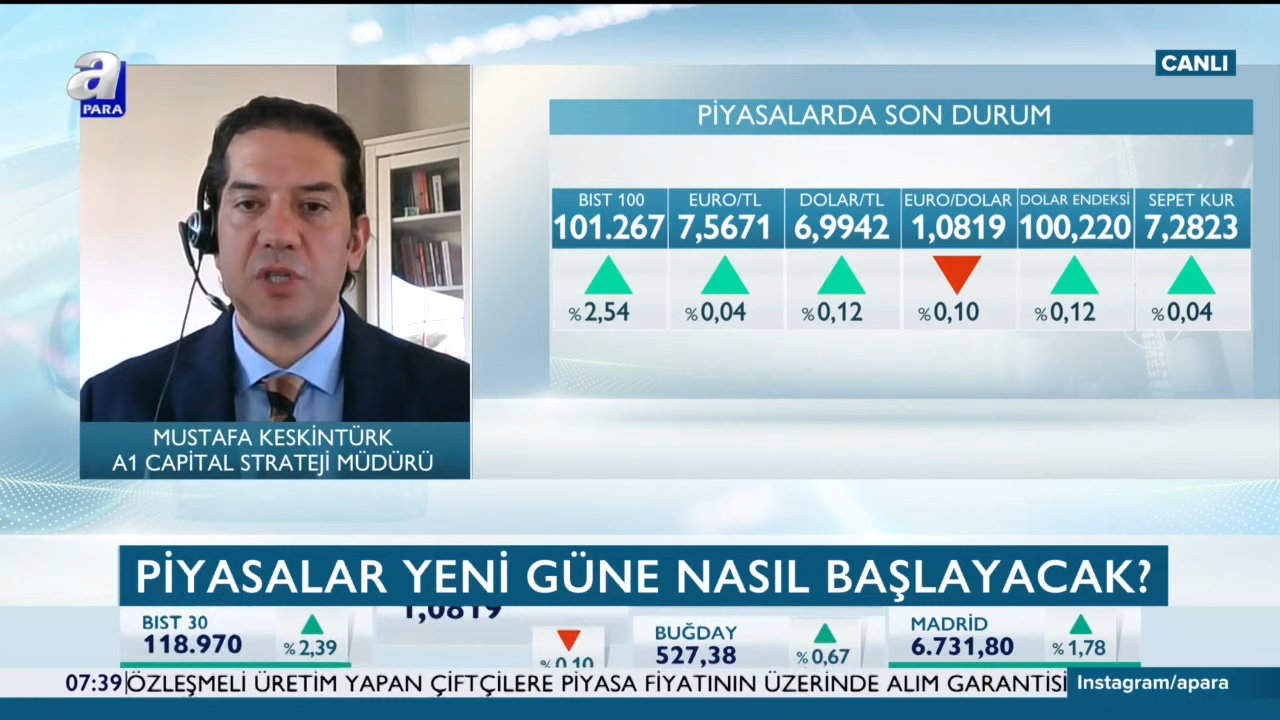 a
PARA
CANLI
PİYASALARDA SON DURUM
BIST 100 EURO/TL DOLAR/TL EURO/DOLAR DOLAR ENDEKSİ SEPET KUR
101.267 7,5671 6,9942 1,0819 100,220 7,2823
%2,54 %0,04 %0,12 %0,10 %0,12 %0,04
MUSTAFA KESKİNTÜRK
A1 CAPITAL STRATEJİ MÜDÜRÜ
PİYASALAR YENİ GÜNE NASIL BAŞLAYACAK?
BIST 30
118.970
%2,39
1,0819
%0,10
BUĞDAY
527,38
%0,67
MADRİD
6.731,80
%1,78
07:39 ÖZLEŞMELİ ÜRETİM YAPAN ÇİFTÇİLERE PİYASA FİYATININ ÜZERİNDE ALIM GARANTİSİ
Instagram/apara